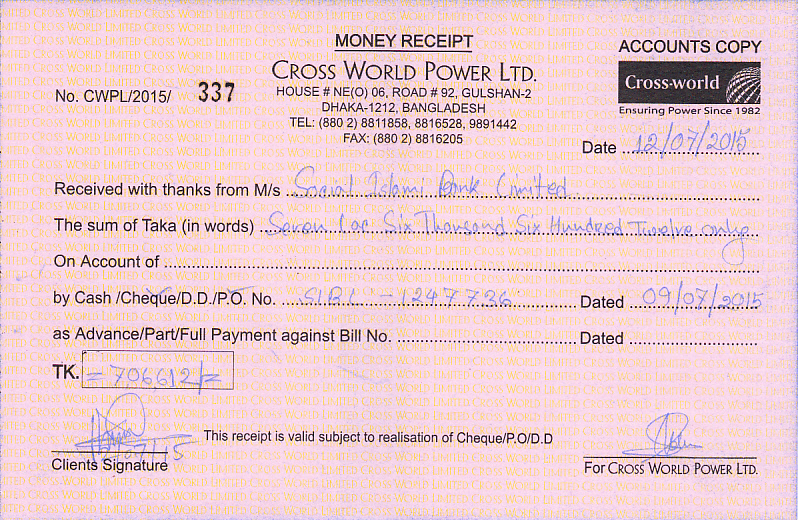 MONEY RECEIPT
ACCOUNTS COPY
CROSS WORLD POWER LTD.
Cross-world
Ensuring Power Since 1982
No. CWPL/2015/ 337
HOUSE # NE(O) 06, ROAD # 92, GULSHAN-2
DHAKA-1212, BANGLADESH
TEL: (880 2) 8811858, 8816528, 9891442
FAX: (880 2) 8816205
Date 12/07/2015
Received with thanks from M/s Social Islami Bank Limited
The sum of Taka (in words) Seven lac Six Thousand Six Hundred Twelve only
On Account of
by Cash /Cheque/D.D./P.O. No. SIBL - 1247726 Dated 09/07/2015
as Advance/Part/Full Payment against Bill No. Dated
TK. = 7,06,612/=
This receipt is valid subject to realisation of Cheque/P.O/D.D
Clients Signature
For CROSS WORLD POWER LTD.